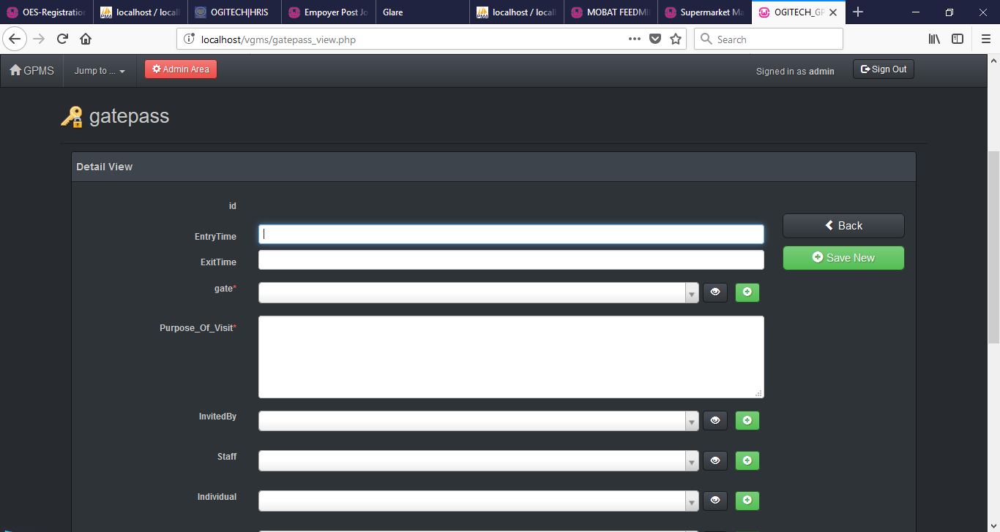 OES-Registration
localhost / locall
OGITECH|HRIS
Empoyer Post Jo
Glare
localhost / locall
MOBAT FEEDMI
Supermarket Ma
OGITECH_GP
localhost/vgms/gatepass_view.php
Search
GPMS
Jump to ...
Admin Area
Signed in as admin
Sign Out
gatepass
Detail View
id
EntryTime
Back
ExitTime
Save New
gate*
Purpose_Of_Visit*
InvitedBy
Staff
Individual